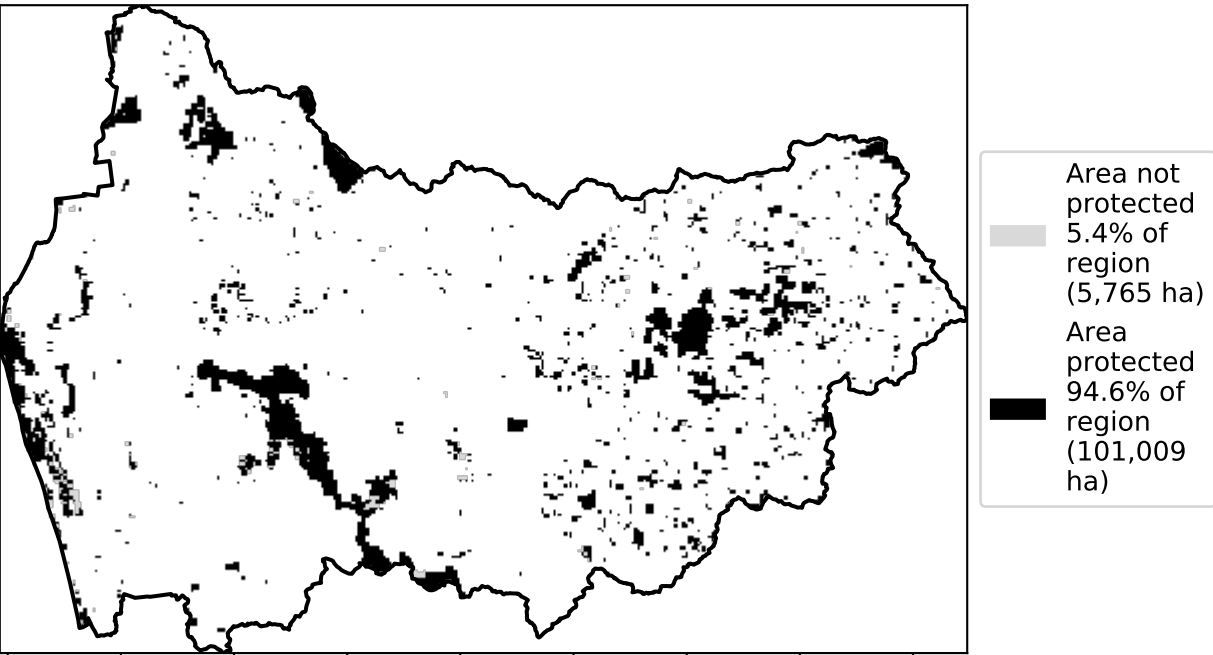 Area not
protected
5.4% of
region
(5,765 ha)
Area
protected
94.6% of
region
(101,009
ha)